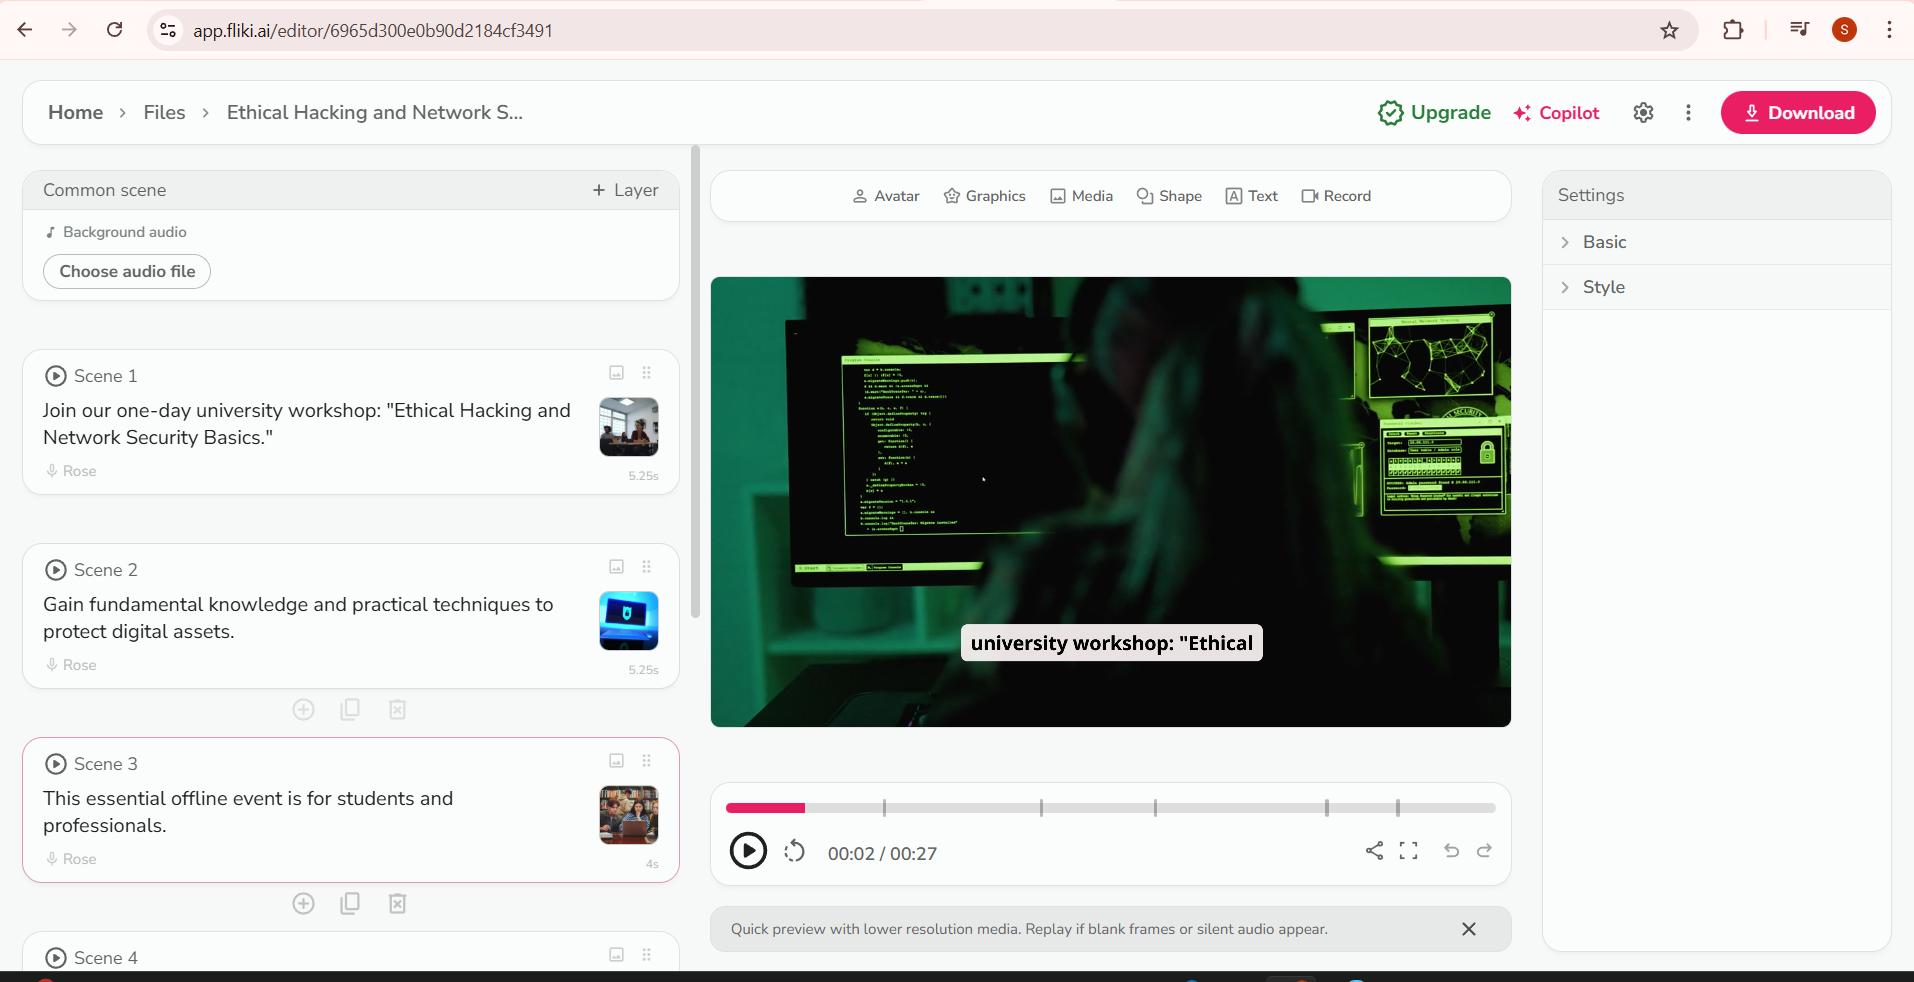 app.fliki.ai/editor/6965d300e0b90d2184cf3491
S
Home > Files > Ethical Hacking and Network S...
Upgrade
Copilot
Download
Common scene
+ Layer
Background audio
Choose audio file
Scene 1
Join our one-day university workshop: "Ethical Hacking and
Network Security Basics."
Rose
5.25s
Scene 2
Gain fundamental knowledge and practical techniques to
protect digital assets.
Rose
5.25s
Scene 3
This essential offline event is for students and
professionals.
Rose
4s
Scene 4
Avatar
Graphics
Media
Shape
Text
Record
university workshop: "Ethical
00:02 / 00:27
Quick preview with lower resolution media. Replay if blank frames or silent audio appear.
Settings
Basic
Style